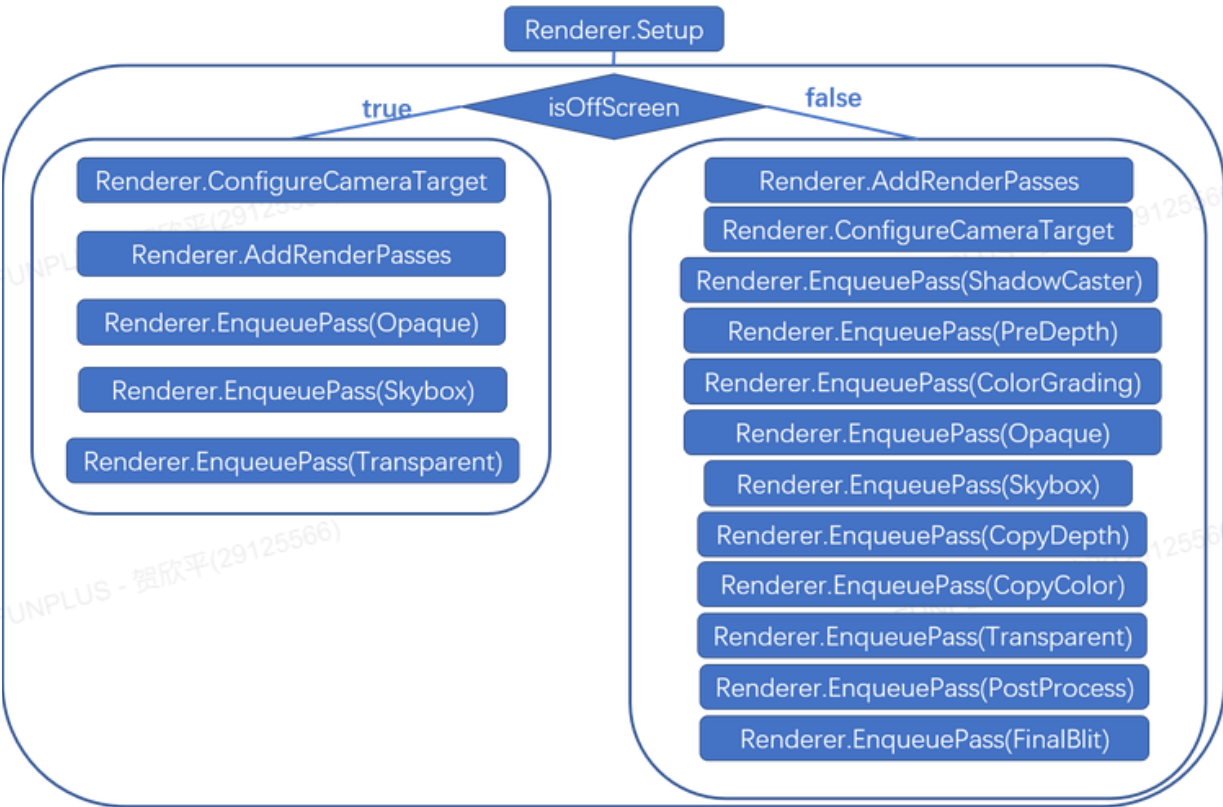 Renderer.Setup
isOffScreen
true
false
Renderer.ConfigureCameraTarget
Renderer.AddRenderPasses
Renderer.EnqueuePass(Opaque)
Renderer.EnqueuePass(Skybox)
Renderer.EnqueuePass(Transparent)
Renderer.AddRenderPasses
Renderer.ConfigureCameraTarget
Renderer.EnqueuePass(ShadowCaster)
Renderer.EnqueuePass(PreDepth)
Renderer.EnqueuePass(ColorGrading)
Renderer.EnqueuePass(Opaque)
Renderer.EnqueuePass(Skybox)
Renderer.EnqueuePass(CopyDepth)
Renderer.EnqueuePass(CopyColor)
Renderer.EnqueuePass(Transparent)
Renderer.EnqueuePass(PostProcess)
Renderer.EnqueuePass(FinalBlit)
FUNPLUS - 贺欣平(29125566)